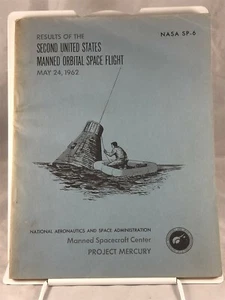 NASA SP-6
RESULTS OF THE
SECOND UNITED STATES
MANNED ORBITAL SPACE FLIGHT
MAY 24, 1962
NATIONAL AERONAUTICS AND SPACE ADMINISTRATION
Manned Spacecraft Center
PROJECT MERCURY